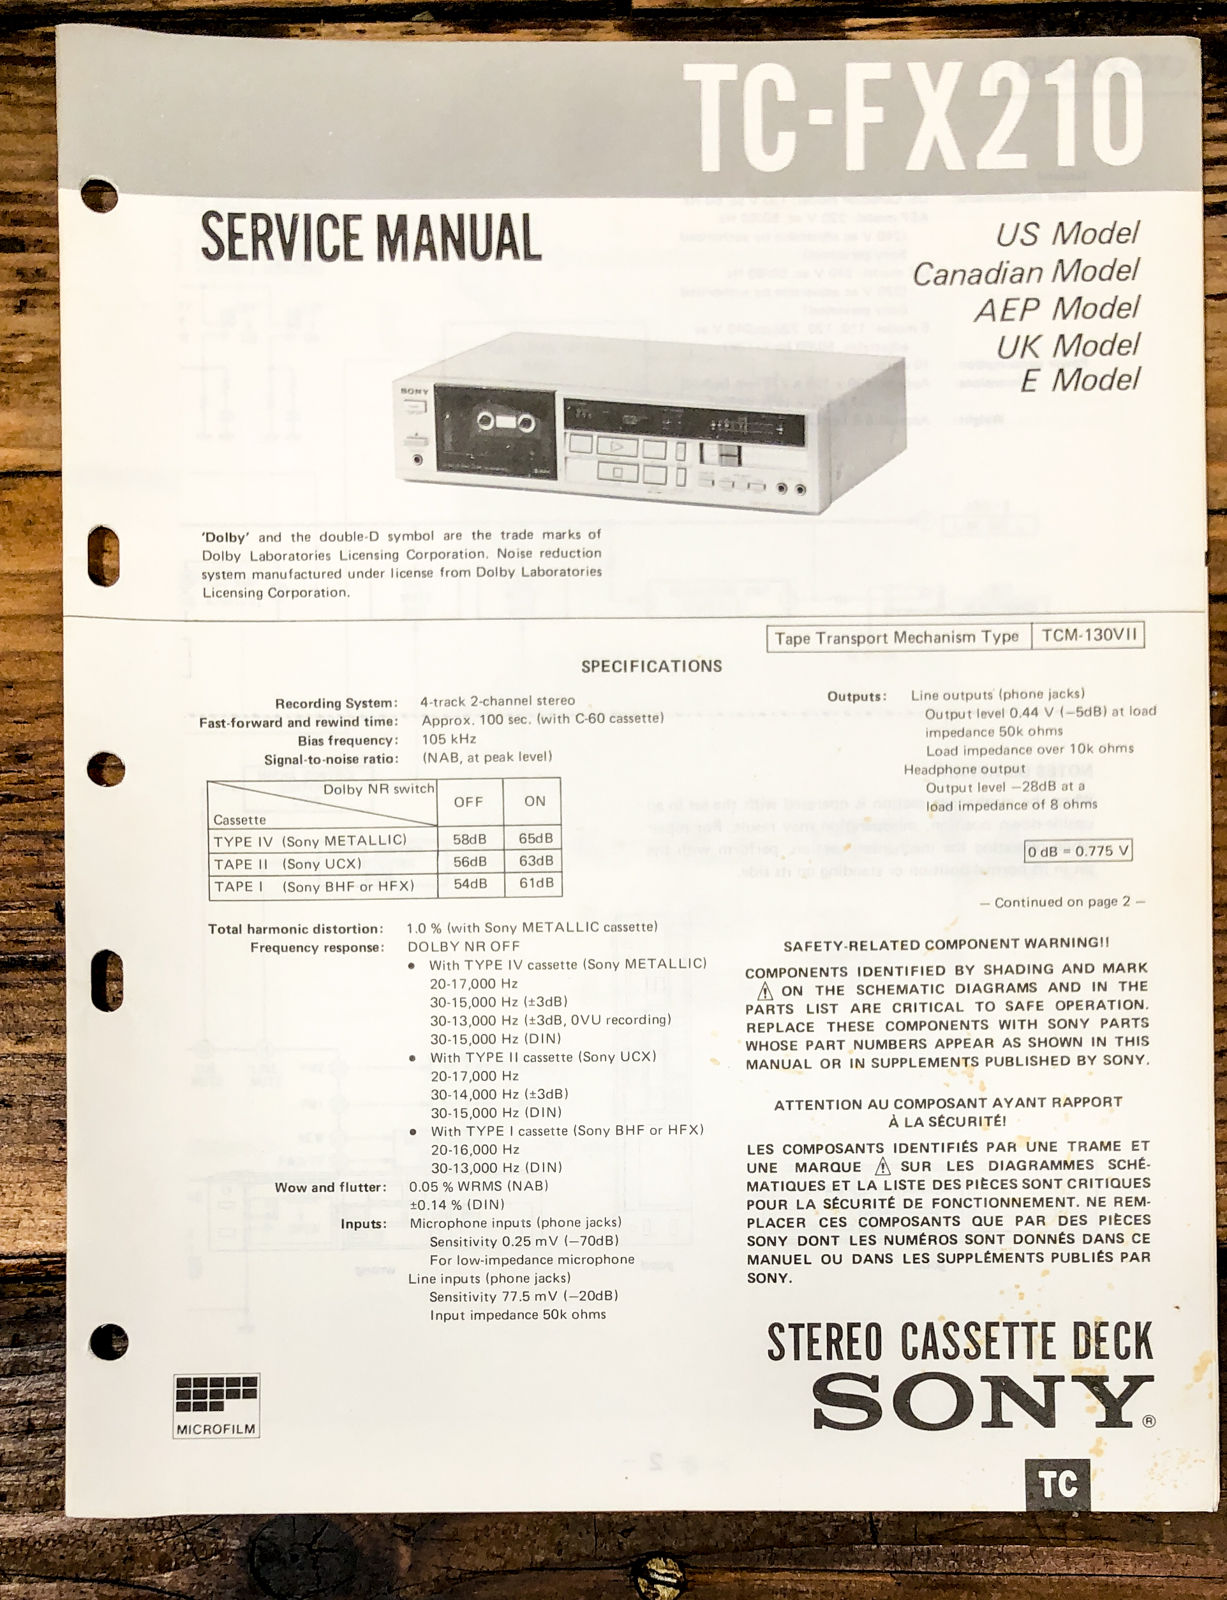 TC-FX210
SERVICE MANUAL
US Model
Canadian Model
AEP Model
UK Model
E Model
SONY
'Dolby' and the double-D symbol are the trade marks of
Dolby Laboratories Licensing Corporation. Noise reduction
system manufactured under license from Dolby Laboratories
Licensing Corporation.
Tape Transport Mechanism Type TCM-130VII
SPECIFICATIONS
Recording System: 4-track 2-channel stereo
Fast-forward and rewind time: Approx. 100 sec. (with C-60 cassette)
Bias frequency: 105 kHz
Signal-to-noise ratio: (NAB, at peak level)
Dolby NR switch OFF ON
Cassette
TYPE IV (Sony METALLIC) 58dB 65dB
TAPE II (Sony UCX) 56dB 63dB
TAPE I (Sony BHF or HFX) 54dB 61dB
Total harmonic distortion: 1.0 % (with Sony METALLIC cassette)
Frequency response: DOLBY NR OFF
● With TYPE IV cassette (Sony METALLIC)
20-17,000 Hz
30-15,000 Hz (±3dB)
30-13,000 Hz (±3dB, 0VU recording)
30-15,000 Hz (DIN)
● With TYPE II cassette (Sony UCX)
20-17,000 Hz
30-14,000 Hz (±3dB)
30-15,000 Hz (DIN)
● With TYPE I cassette (Sony BHF or HFX)
20-16,000 Hz
30-13,000 Hz (DIN)
Wow and flutter: 0.05 % WRMS (NAB)
±0.14 % (DIN)
Inputs: Microphone inputs (phone jacks)
Sensitivity 0.25 mV (−70dB)
For low-impedance microphone
Line inputs (phone jacks)
Sensitivity 77.5 mV (−20dB)
Input impedance 50k ohms
Outputs: Line outputs (phone jacks)
Output level 0.44 V (−5dB) at load
impedance 50k ohms
Load impedance over 10k ohms
Headphone output
Output level −28dB at a
load impedance of 8 ohms
0 dB = 0.775 V
— Continued on page 2 —
SAFETY-RELATED COMPONENT WARNING!!
COMPONENTS IDENTIFIED BY SHADING AND MARK
⚠ ON THE SCHEMATIC DIAGRAMS AND IN THE
PARTS LIST ARE CRITICAL TO SAFE OPERATION.
REPLACE THESE COMPONENTS WITH SONY PARTS
WHOSE PART NUMBERS APPEAR AS SHOWN IN THIS
MANUAL OR IN SUPPLEMENTS PUBLISHED BY SONY.
ATTENTION AU COMPOSANT AYANT RAPPORT
À LA SÉCURITÉ!
LES COMPOSANTS IDENTIFIÉS PAR UNE TRAME ET
UNE MARQUE ⚠ SUR LES DIAGRAMMES SCHÉ-
MATIQUES ET LA LISTE DES PIÈCES SONT CRITIQUES
POUR LA SÉCURITÉ DE FONCTIONNEMENT. NE REM-
PLACER CES COMPOSANTS QUE PAR DES PIÈCES
SONY DONT LES NUMÉROS SONT DONNÉS DANS CE
MANUEL OU DANS LES SUPPLÉMENTS PUBLIÉS PAR
SONY.
STEREO CASSETTE DECK
SONY®
MICROFILM
TC